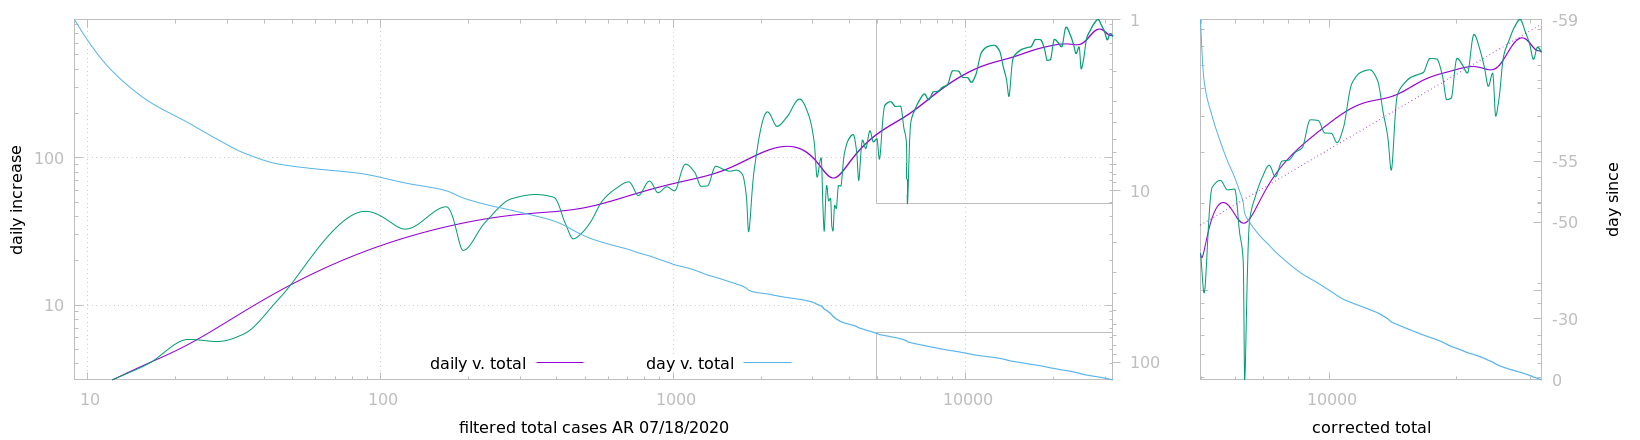 daily increase
100
10
daily v. total
day v. total
10
100
1000
10000
filtered total cases AR 07/18/2020
1
10
100
10000
corrected total
-59
-55
-50
-30
0
day since